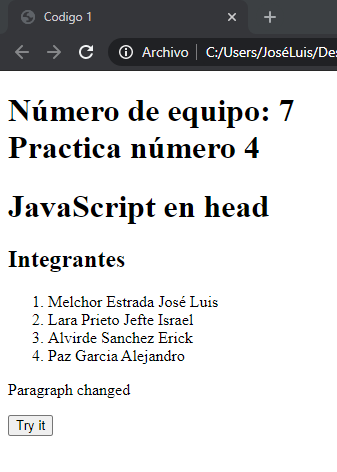 Codigo 1
Archivo C:/Users/JoséLuis/Des
Número de equipo: 7
Practica número 4
JavaScript en head
Integrantes
1. Melchor Estrada José Luis
2. Lara Prieto Jefte Israel
3. Alvirde Sanchez Erick
4. Paz Garcia Alejandro
Paragraph changed
Try it